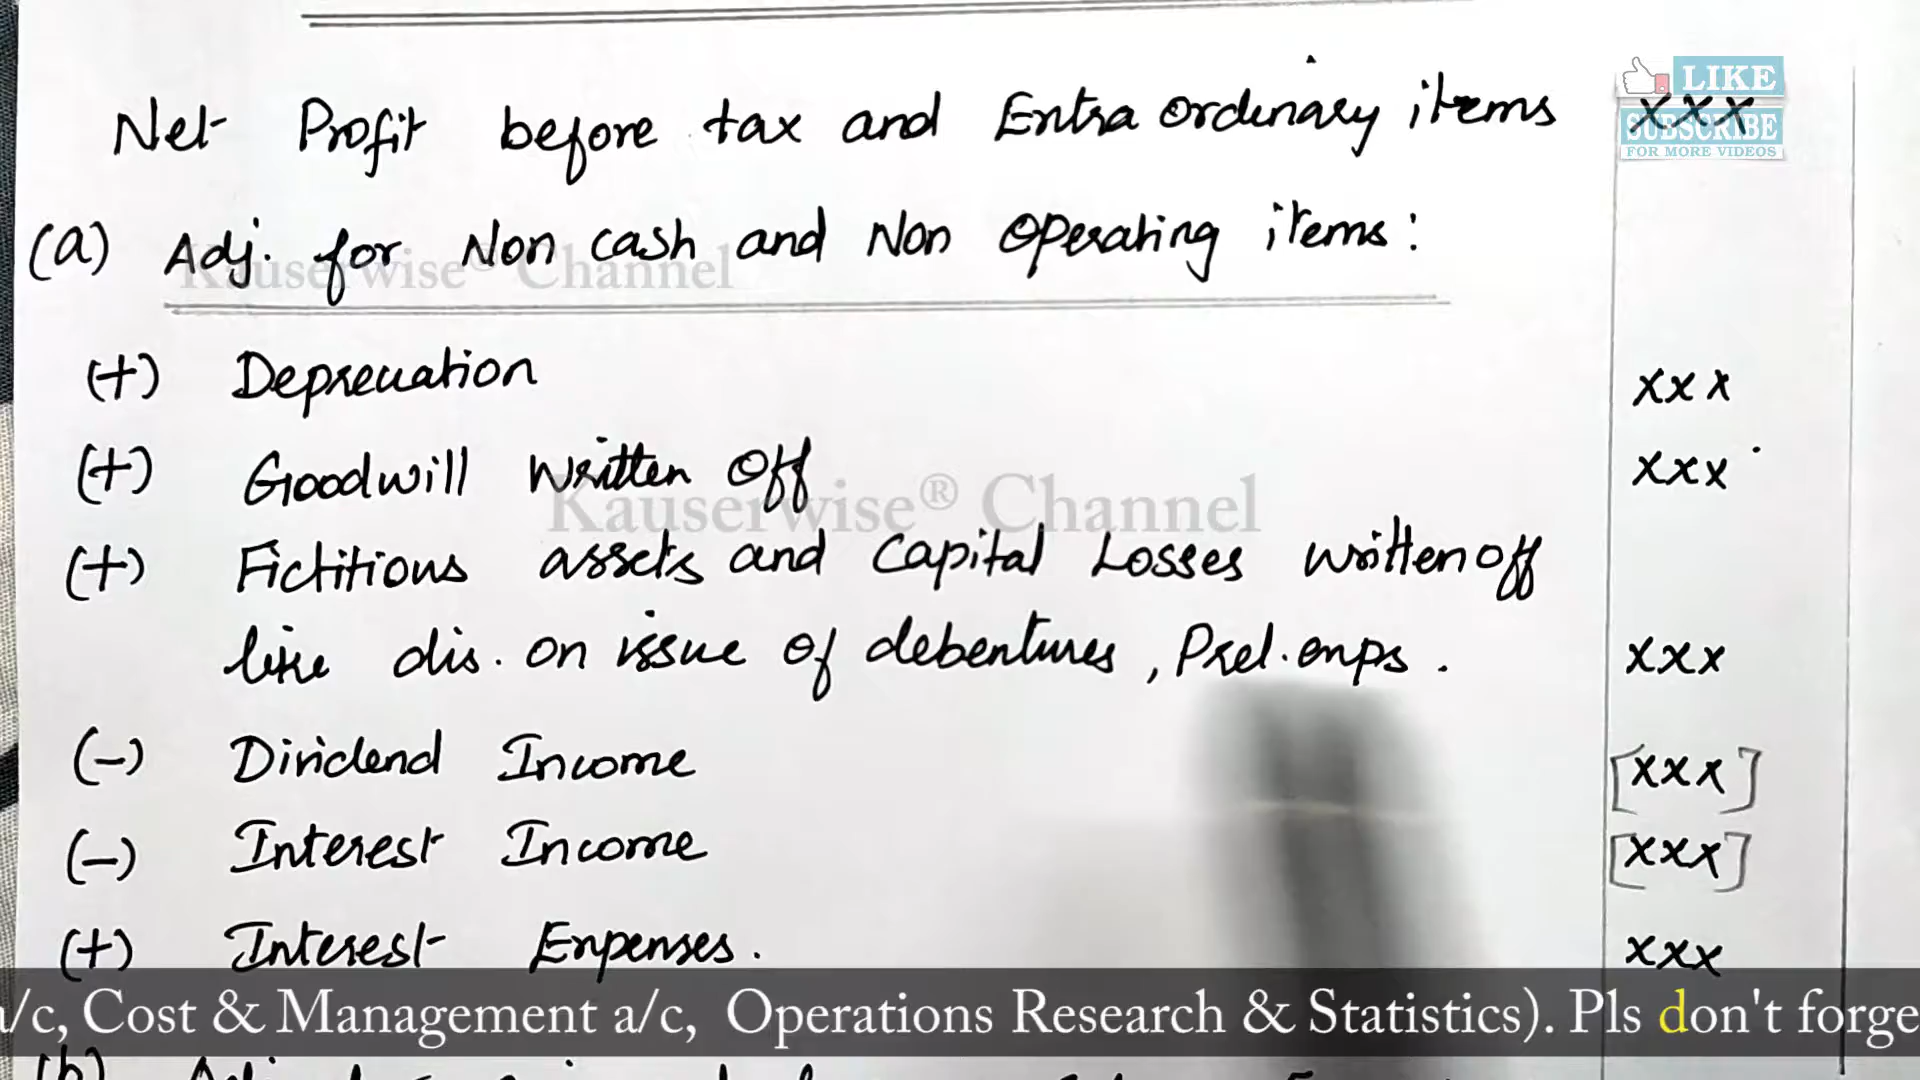 LIKE
Net Profit before tax and Extra ordinary items XXX
SUBSCRIBE
FOR MORE VIDEOS
(a) Adj. for Non cash and Non Operating items:
Kauserwise® Channel
(+) Depreciation XXX
(+) Goodwill written off XXX
Kauserwise® Channel
(+) Fictitious assets and Capital Losses written off
like dis. on issue of debentures, Prel. exps. XXX
(-) Dividend Income [XXX]
(-) Interest Income [XXX]
(+) Interest Expenses. XXX
a/c, Cost & Management a/c, Operations Research & Statistics). Pls don't forge
(b)